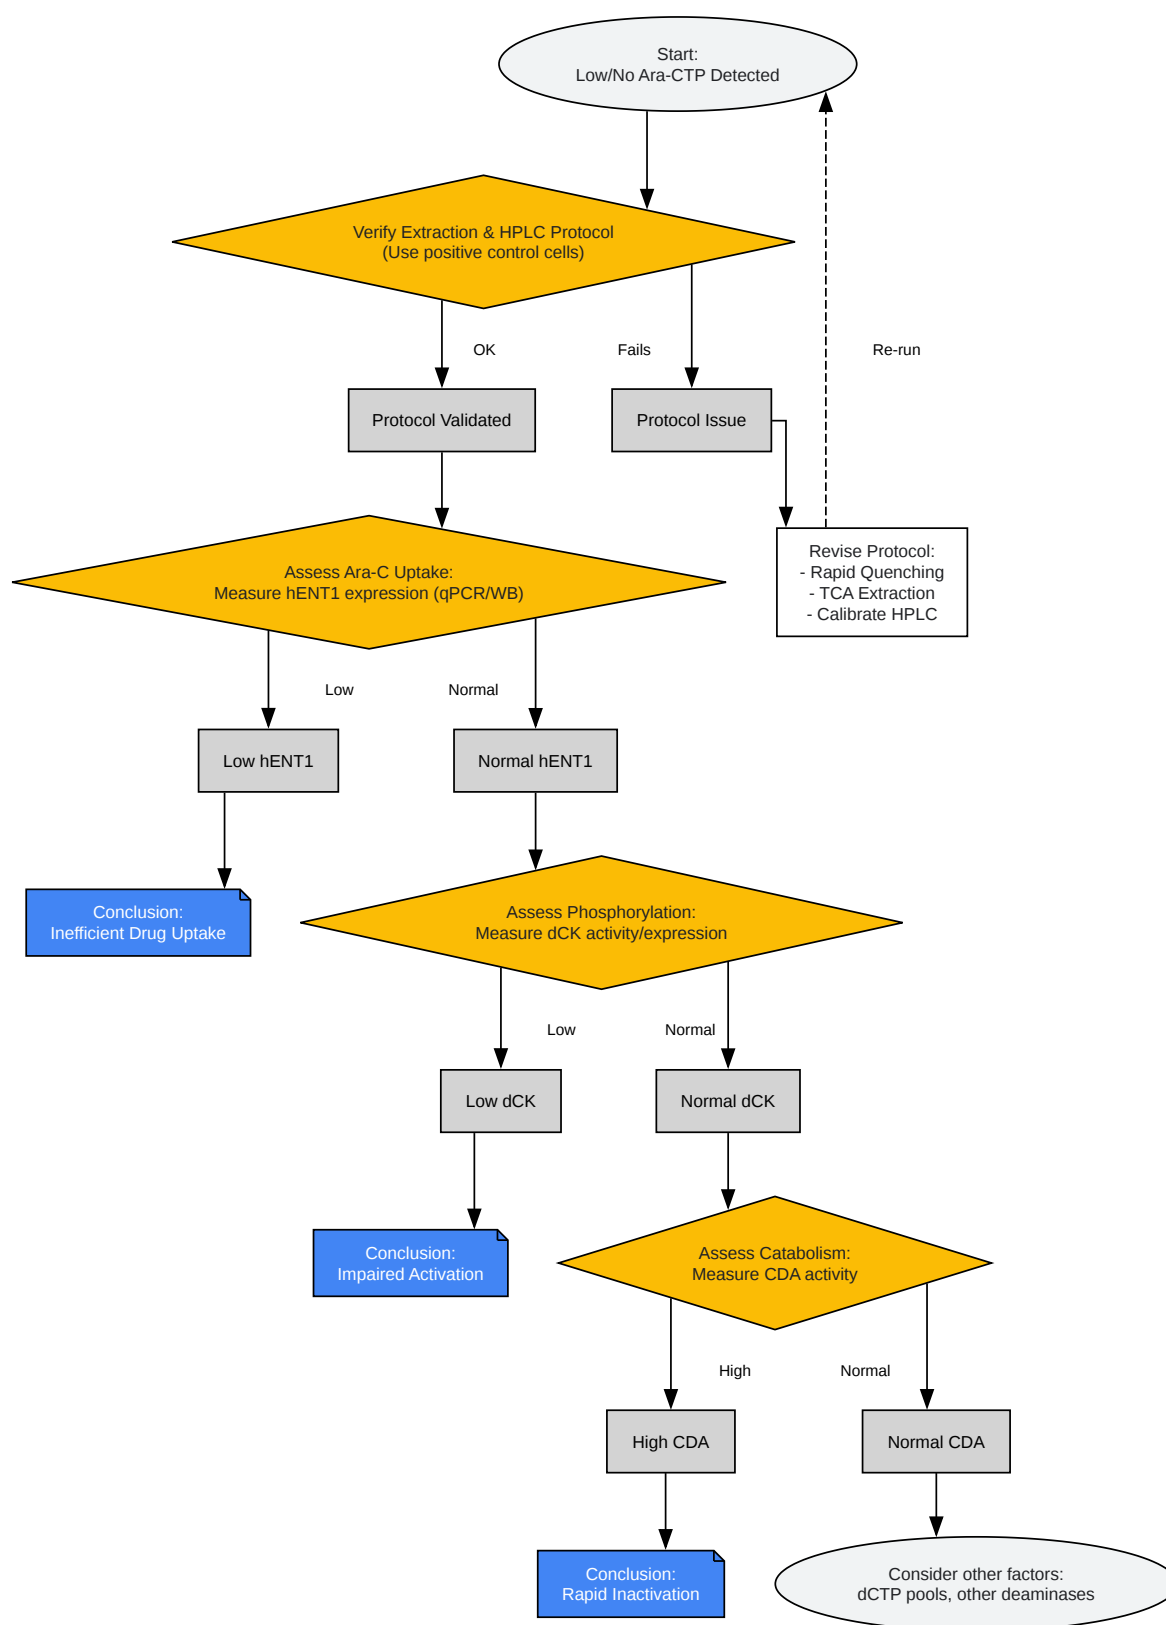 Start:
Low/No Ara-CTP Detected
Verify Extraction & HPLC Protocol
(Use positive control cells)
OK
Fails
Re-run
Protocol Validated
Protocol Issue
Revise Protocol:
- Rapid Quenching
- TCA Extraction
- Calibrate HPLC
Assess Ara-C Uptake:
Measure hENT1 expression (qPCR/WB)
Low
Normal
Low hENT1
Normal hENT1
Conclusion:
Inefficient Drug Uptake
Assess Phosphorylation:
Measure dCK activity/expression
Low
Normal
Low dCK
Normal dCK
Conclusion:
Impaired Activation
Assess Catabolism:
Measure CDA activity
High
Normal
High CDA
Normal CDA
Conclusion:
Rapid Inactivation
Consider other factors:
dCTP pools, other deaminases